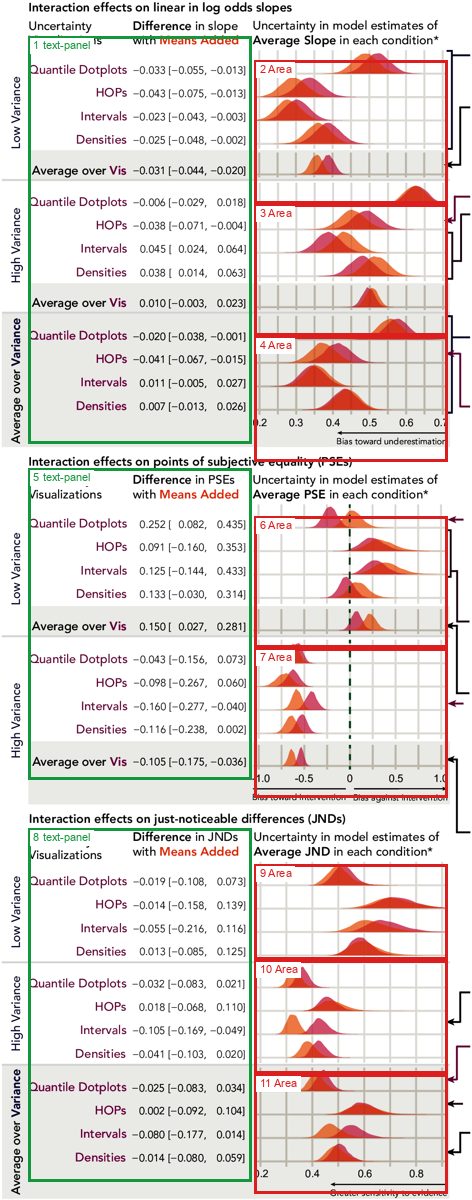 Interaction effects on linear in log odds slopes
Uncertainty Difference in slope Uncertainty in model estimates of
with Means Added Average Slope in each condition*
1 text-panel
2 Area
Low Variance
Quantile Dotplots −0.033 [−0.055, −0.013]
HOPs −0.043 [−0.075, −0.013]
Intervals −0.023 [−0.043, −0.003]
Densities −0.025 [−0.048, −0.002]
Average over Vis −0.031 [−0.044, −0.020]
High Variance
Quantile Dotplots −0.006 [−0.029, 0.018]
3 Area
HOPs −0.038 [−0.071, −0.004]
Intervals 0.045 [ 0.024, 0.064]
Densities 0.038 [ 0.014, 0.063]
Average over Vis 0.010 [−0.003, 0.023]
Average over Variance
Quantile Dotplots −0.020 [−0.038, −0.001]
4 Area
HOPs −0.041 [−0.067, −0.015]
Intervals 0.011 [−0.005, 0.027]
Densities 0.007 [−0.013, 0.026]
0.2 0.3 0.4 0.5 0.6 0.7
Bias toward underestimation
Interaction effects on points of subjective equality (PSEs)
5 text-panel
Difference in PSEs Uncertainty in model estimates of
Visualizations with Means Added Average PSE in each condition*
Low Variance
Quantile Dotplots 0.252 [ 0.082, 0.435]
6 Area
HOPs 0.091 [−0.160, 0.353]
Intervals 0.125 [−0.144, 0.433]
Densities 0.133 [−0.030, 0.314]
Average over Vis 0.150 [ 0.027, 0.281]
High Variance
Quantile Dotplots −0.043 [−0.156, 0.073]
7 Area
HOPs −0.098 [−0.267, 0.060]
Intervals −0.160 [−0.277, −0.040]
Densities −0.116 [−0.238, 0.002]
Average over Vis −0.105 [−0.175, −0.036]
-1.0 -0.5 0 0.5 1.0
Bias toward intervention Bias against intervention
Interaction effects on just-noticeable differences (JNDs)
8 text-panel
Difference in JNDs Uncertainty in model estimates of
Visualizations with Means Added Average JND in each condition*
9 Area
Low Variance
Quantile Dotplots −0.019 [−0.108, 0.073]
HOPs −0.014 [−0.158, 0.139]
Intervals −0.055 [−0.216, 0.116]
Densities 0.013 [−0.085, 0.125]
10 Area
High Variance
Quantile Dotplots −0.032 [−0.083, 0.021]
HOPs 0.018 [−0.068, 0.110]
Intervals −0.105 [−0.169, −0.049]
Densities −0.041 [−0.103, 0.020]
Average over Variance
Quantile Dotplots −0.025 [−0.083, 0.034]
11 Area
HOPs 0.002 [−0.092, 0.104]
Intervals −0.080 [−0.177, 0.014]
Densities −0.014 [−0.080, 0.059]
0.2 0.4 0.6 0.8
Greater sensitivity to evidence